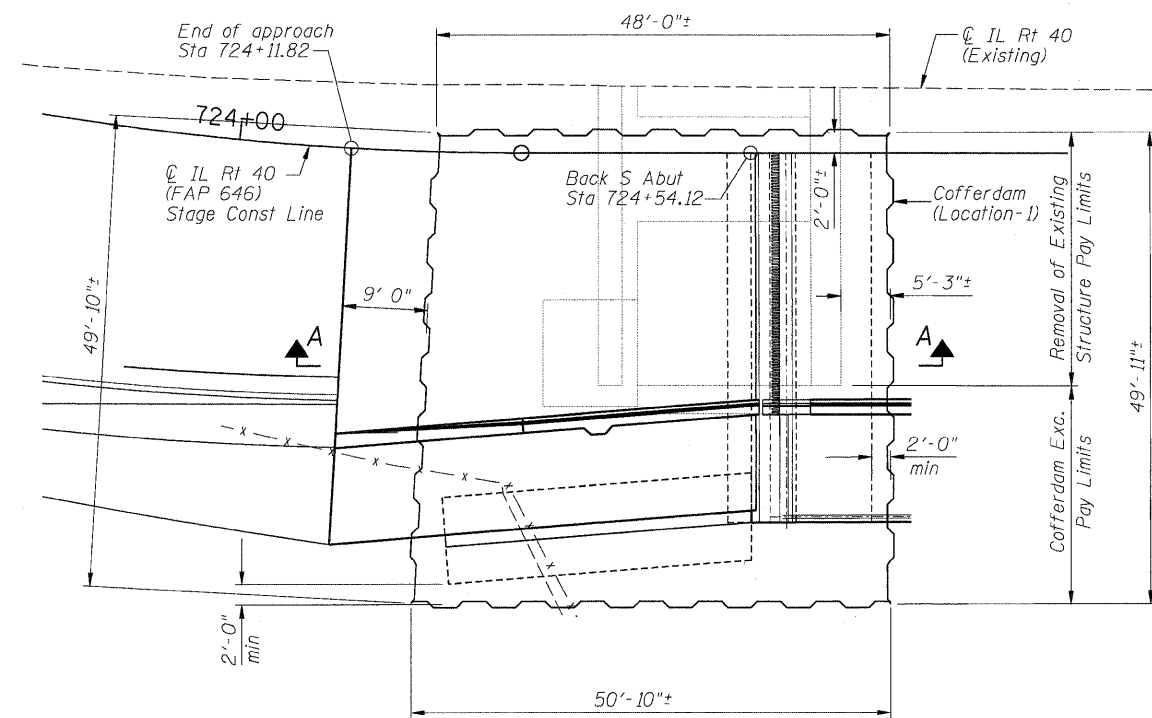 48'-0"±
End of approach
Sta 724+11.82
℄ IL Rt 40
(Existing)
724+00
℄ IL Rt 40
(FAP 646)
Stage Const Line
Back S Abut
Sta 724+54.12
2'-0"±
Cofferdam
(Location-1)
49'-10"±
9' 0"
5'-3"±
A
A
Removal of Existing
Structure Pay Limits
49'-11"±
2'-0"
min
Cofferdam Exc.
Pay Limits
2'-0"
min
50'-10"±